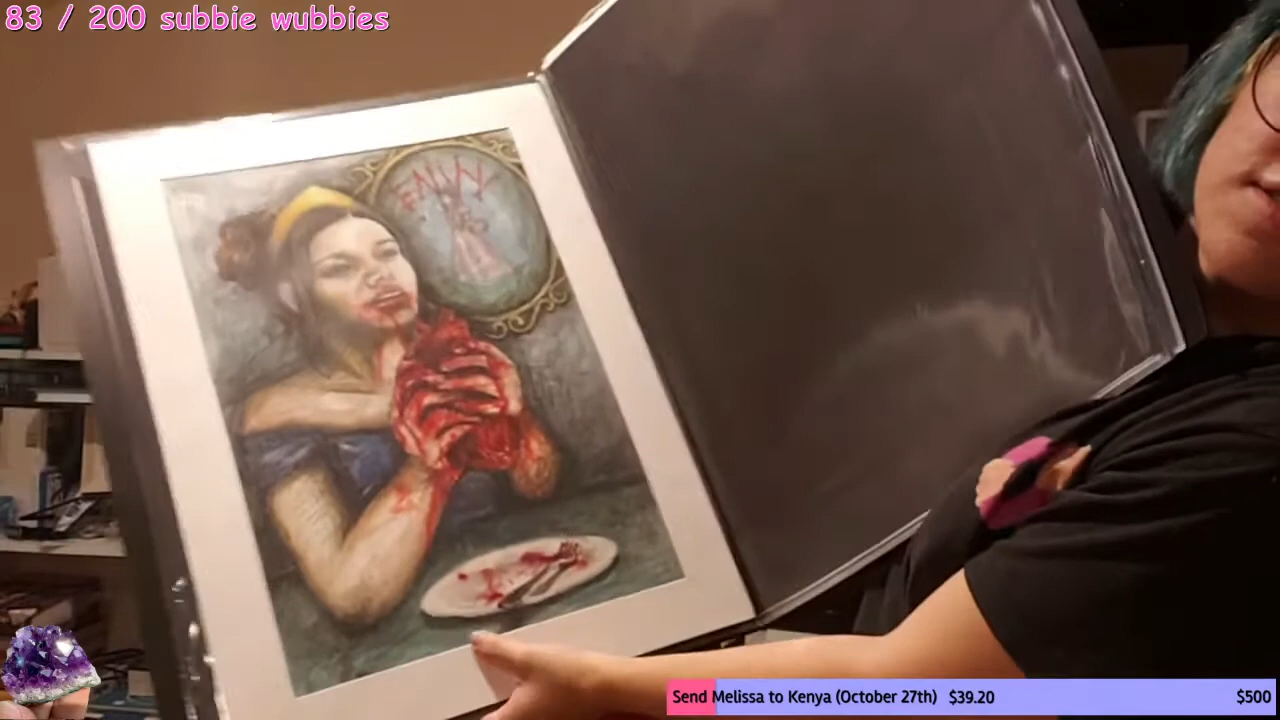 83 / 200 subbie wubbies
ENVY
Send Melissa to Kenya (October 27th) $39.20 $500